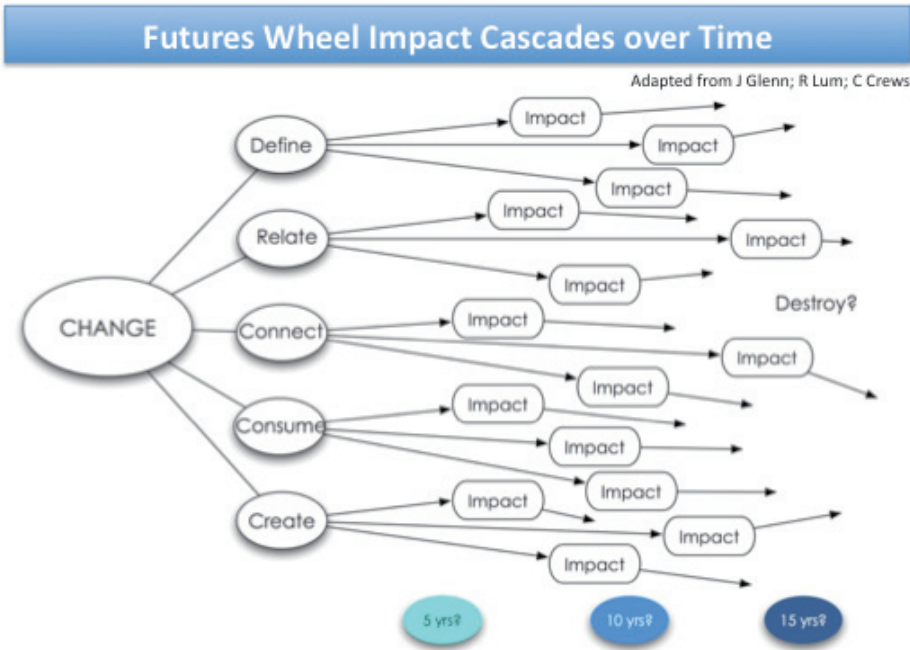 Futures Wheel Impact Cascades over Time
Adapted from J Glenn; R Lum; C Crews
Impact
Define
Impact
Impact
Impact
Relate
Impact
Impact
Destroy?
CHANGE
Impact
Connect
Impact
Impact
Impact
Consume
Impact
Impact
Impact
Create
Impact
Impact
5 yrs?
10 yrs?
15 yrs?